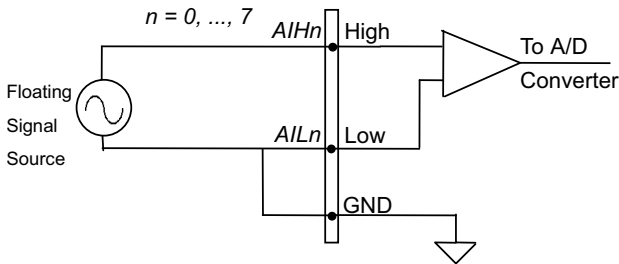 n = 0, ..., 7
AIHn High
To A/D
Converter
Floating
Signal
Source
AILn Low
GND